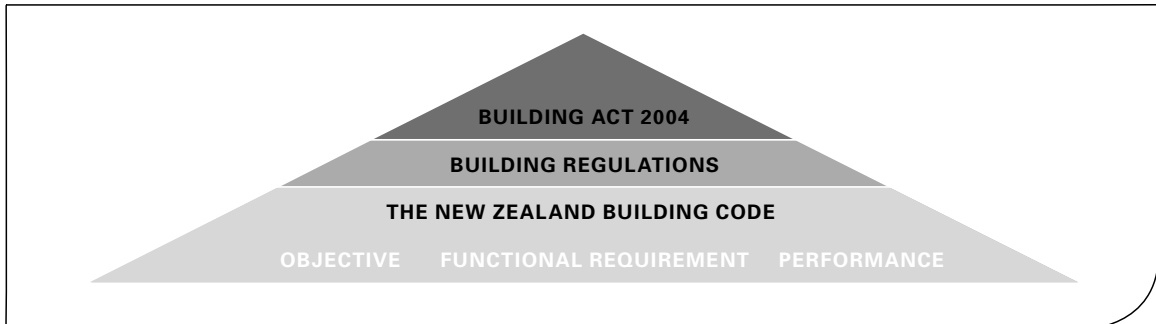 BUILDING ACT 2004
BUILDING REGULATIONS
THE NEW ZEALAND BUILDING CODE
OBJECTIVE FUNCTIONAL REQUIREMENT PERFORMANCE